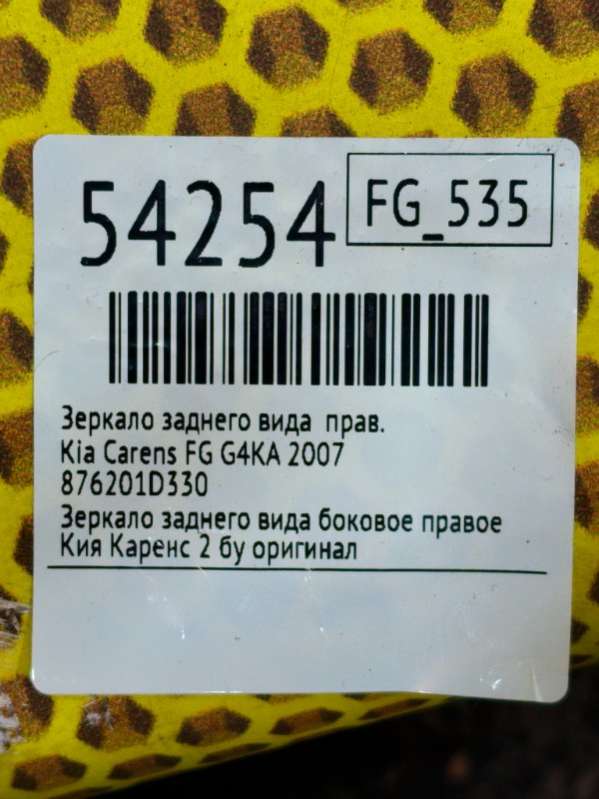 54254
FG_535
Зеркало заднего вида прав.
Kia Carens FG G4KA 2007
876201D330
Зеркало заднего вида боковое правое
Кия Каренс 2 бу оригинал